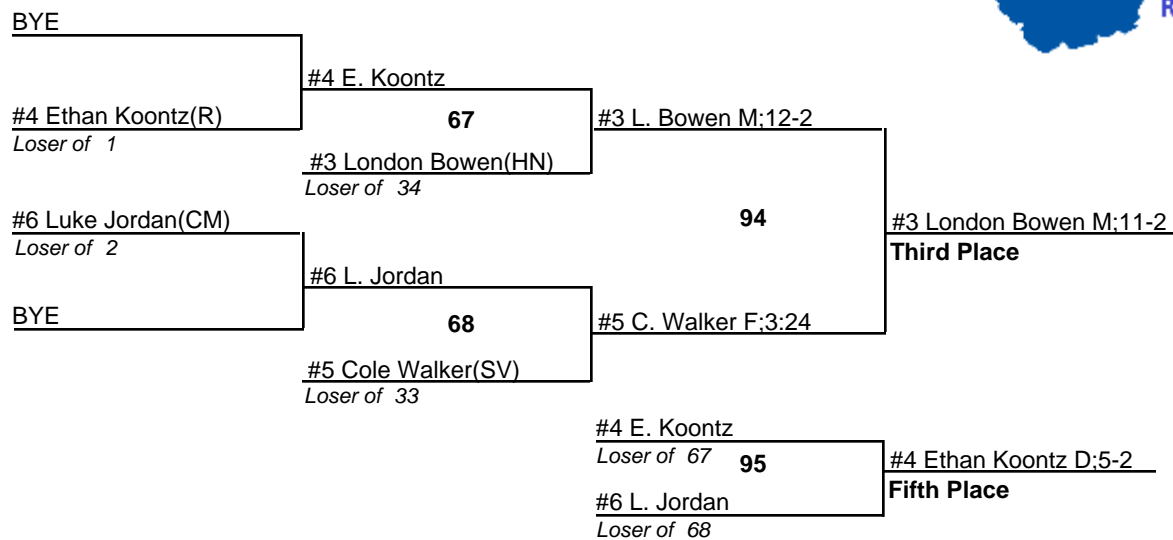 BYE
R
#4 E. Koontz
#4 Ethan Koontz(R)
Loser of 1
67
#3 L. Bowen M;12-2
#3 London Bowen(HN)
Loser of 34
#6 Luke Jordan(CM)
Loser of 2
94
#3 London Bowen M;11-2
Third Place
#6 L. Jordan
BYE
68
#5 C. Walker F;3:24
#5 Cole Walker(SV)
Loser of 33
#4 E. Koontz
Loser of 67
95
#4 Ethan Koontz D;5-2
Fifth Place
#6 L. Jordan
Loser of 68